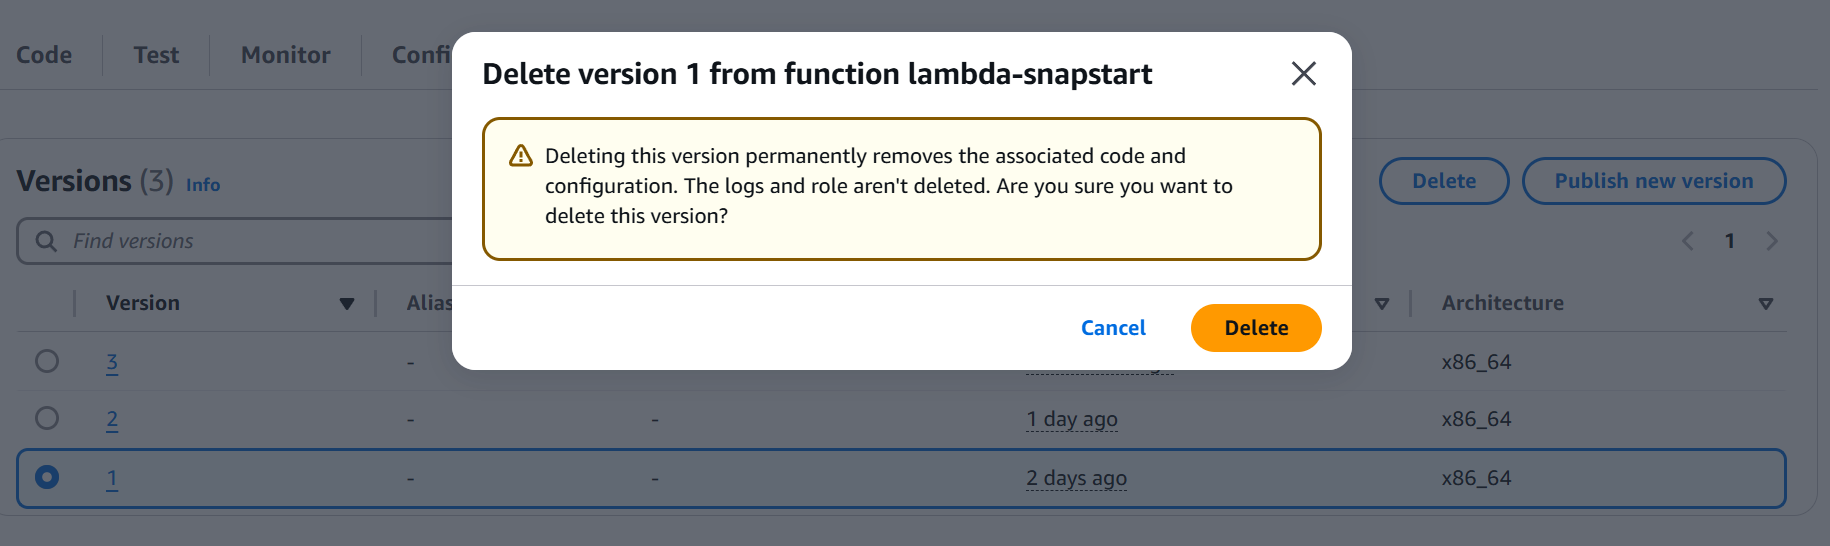 Code
Test
Monitor
Confi
Delete version 1 from function lambda-snapstart
Deleting this version permanently removes the associated code and
configuration. The logs and role aren't deleted. Are you sure you want to
delete this version?
Cancel
Delete
Versions (3) Info
Delete
Publish new version
Find versions
1
Version
Alias
Architecture
3
-
x86_64
2
-
-
1 day ago
x86_64
1
-
-
2 days ago
x86_64